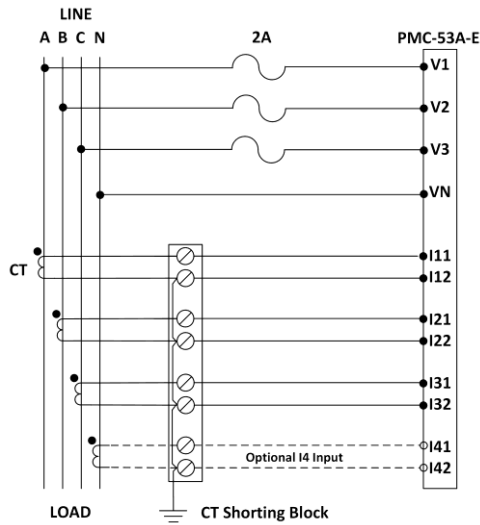 LINE
A B C N
2A
PMC-53A-E
V1
V2
V3
VN
I11
CT
I12
I21
I22
I31
I32
I41
Optional I4 Input
I42
LOAD
CT Shorting Block